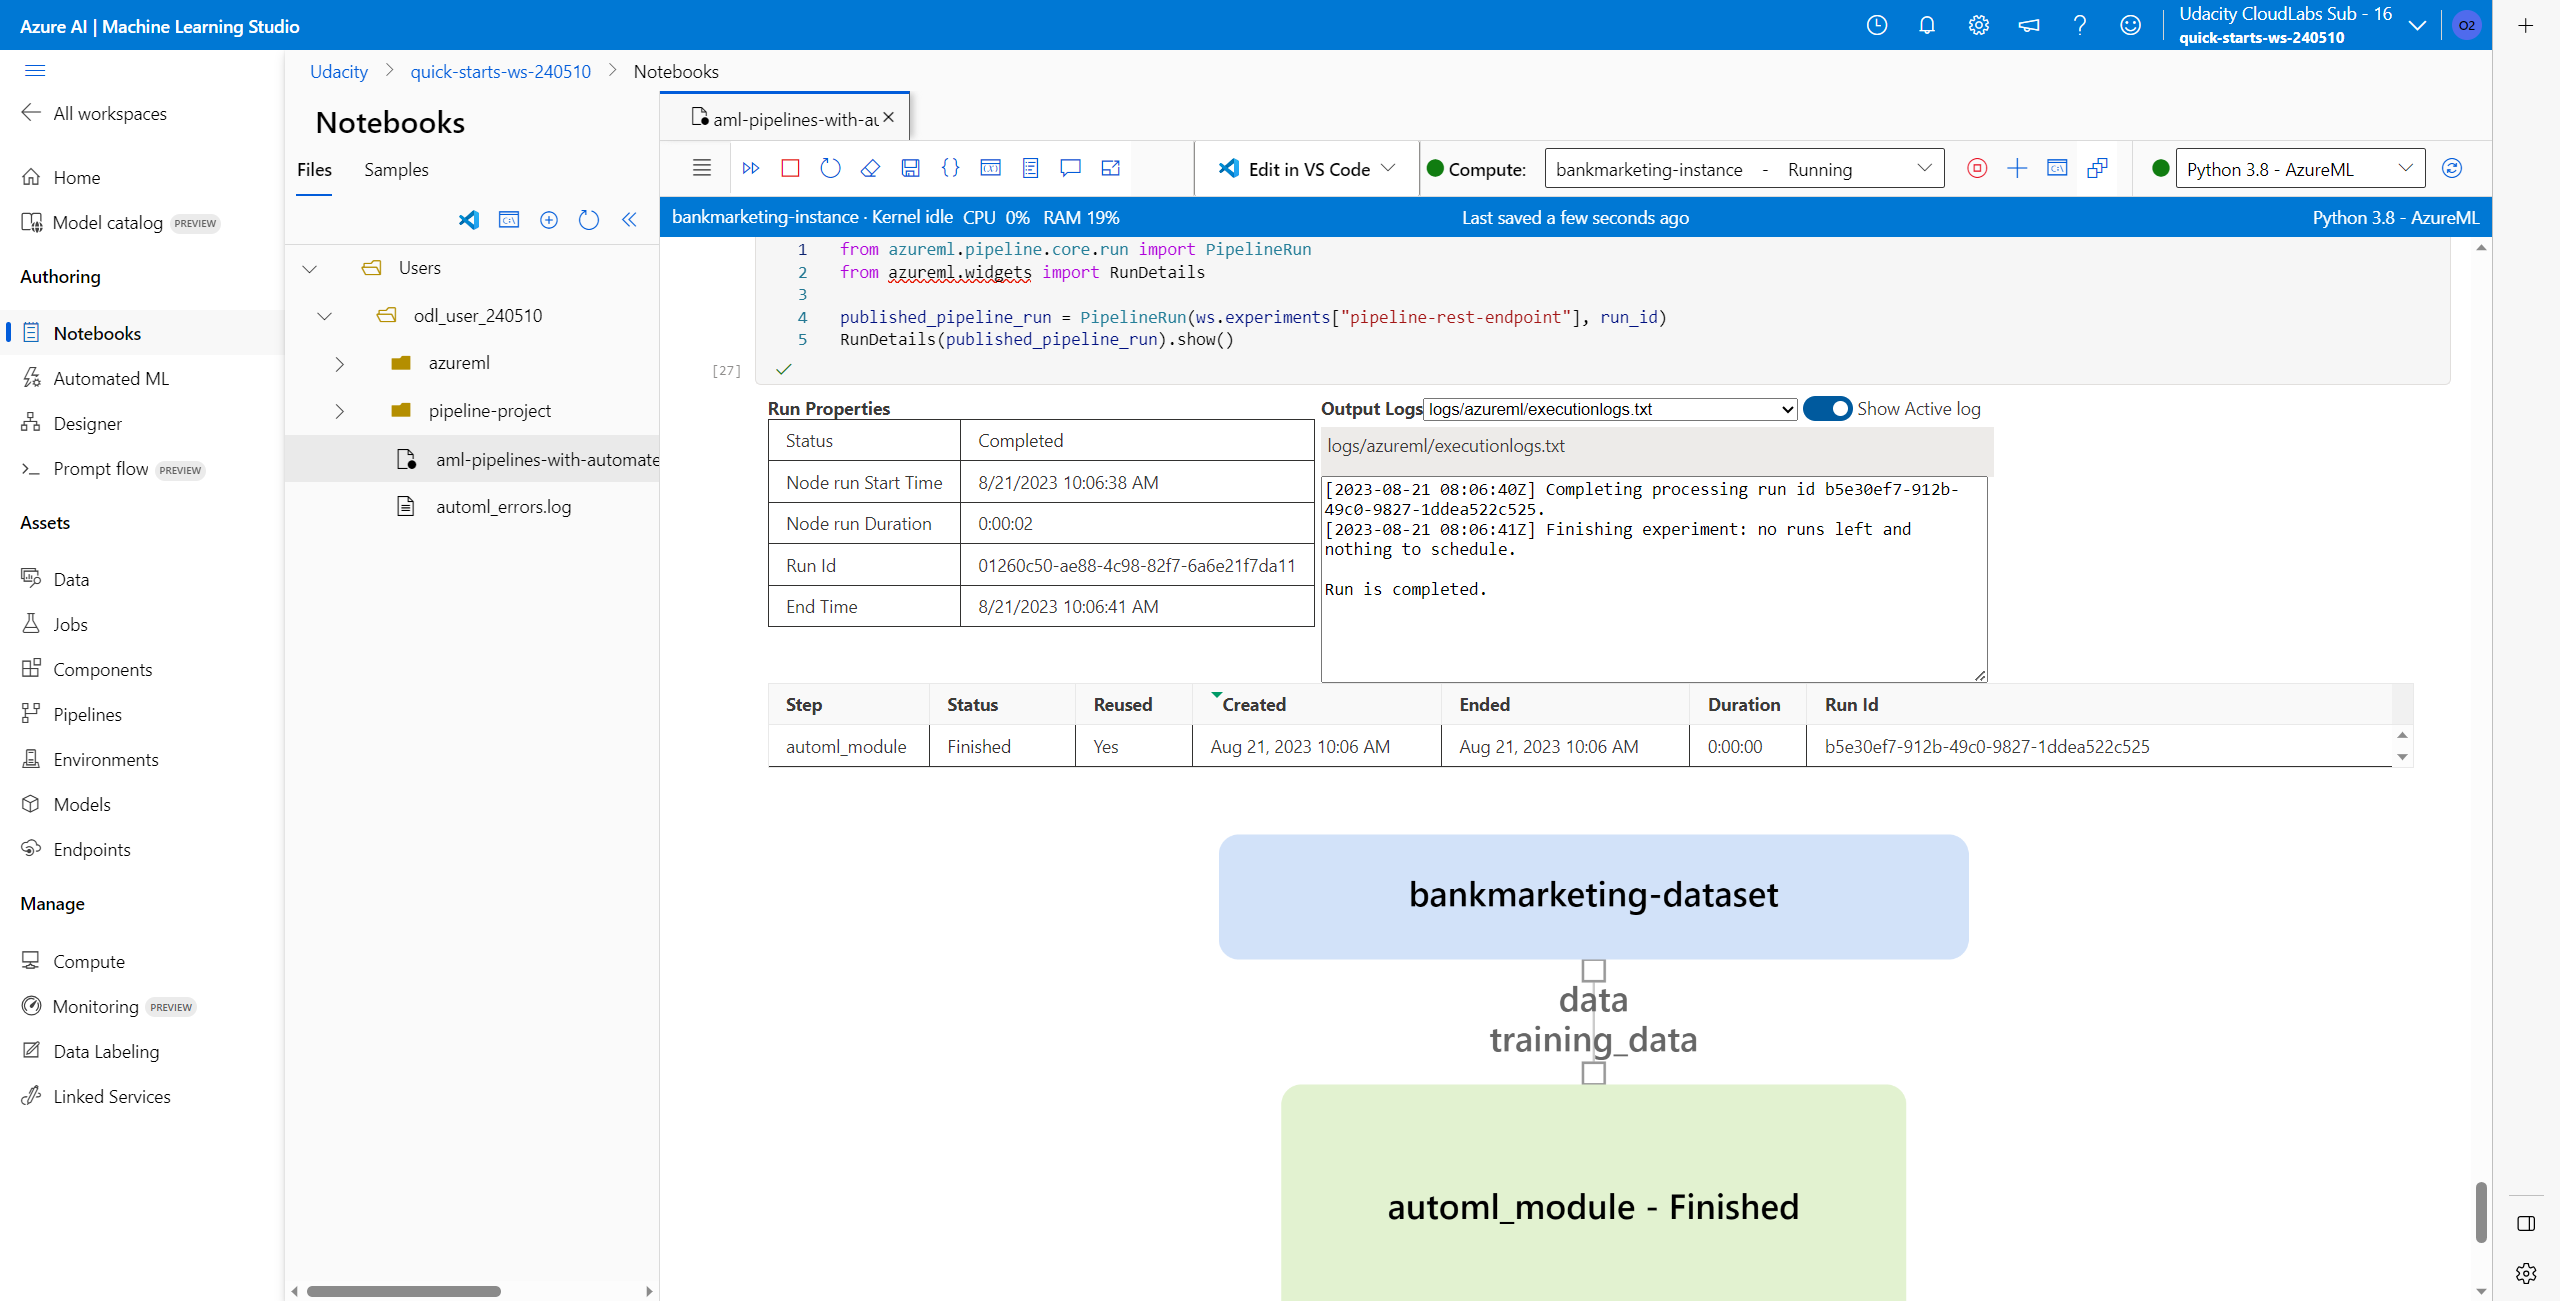 Azure AI | Machine Learning Studio
Udacity CloudLabs Sub - 16
quick-starts-ws-240510
O2
All workspaces
Home
Model catalog PREVIEW
Authoring
Notebooks
Automated ML
Designer
Prompt flow PREVIEW
Assets
Data
Jobs
Components
Pipelines
Environments
Models
Endpoints
Manage
Compute
Monitoring PREVIEW
Data Labeling
Linked Services
Udacity > quick-starts-ws-240510 > Notebooks
Notebooks
Files Samples
Users
odl_user_240510
azureml
pipeline-project
aml-pipelines-with-automate
automl_errors.log
aml-pipelines-with-au
Edit in VS Code
Compute: bankmarketing-instance - Running
Python 3.8 - AzureML
bankmarketing-instance · Kernel idle CPU 0% RAM 19%
Last saved a few seconds ago
Python 3.8 - AzureML
1 from azureml.pipeline.core.run import PipelineRun
2 from azureml.widgets import RunDetails
3
4 published_pipeline_run = PipelineRun(ws.experiments["pipeline-rest-endpoint"], run_id)
5 RunDetails(published_pipeline_run).show()
[27]
Run Properties
Status Completed
Node run Start Time 8/21/2023 10:06:38 AM
Node run Duration 0:00:02
Run Id 01260c50-ae88-4c98-82f7-6a6e21f7da11
End Time 8/21/2023 10:06:41 AM
Output Logs logs/azureml/executionlogs.txt Show Active log
logs/azureml/executionlogs.txt
[2023-08-21 08:06:40Z] Completing processing run id b5e30ef7-912b-
49c0-9827-1ddea522c525.
[2023-08-21 08:06:41Z] Finishing experiment: no runs left and
nothing to schedule.
Run is completed.
Step Status Reused Created Ended Duration Run Id
automl_module Finished Yes Aug 21, 2023 10:06 AM Aug 21, 2023 10:06 AM 0:00:00 b5e30ef7-912b-49c0-9827-1ddea522c525
bankmarketing-dataset
data
training_data
automl_module - Finished